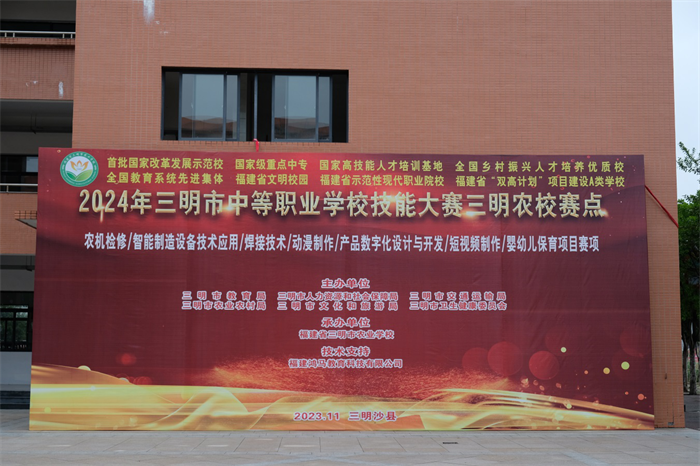 首批国家改革发展示范校 国家级重点中专 国家高技能人才培训基地 全国乡村振兴人才培养优质校
全国教育系统先进集体 福建省文明校园 福建省示范性现代职业院校 福建省“双高计划”项目建设A类学校
2024年三明市中等职业学校技能大赛三明农校赛点
农机检修/智能制造设备技术应用/焊接技术/动漫制作/产品数字化设计与开发/短视频制作/婴幼儿保育项目赛项
主办单位
三明市教育局 三明市人力资源和社会保障局 三明市交通运输局
三明市农业农村局 三明市文化和旅游局 三明市卫生健康委员会
承办单位
福建省三明市农业学校
技术支持
福建鸿马教育科技有限公司
2023.11 三明沙县